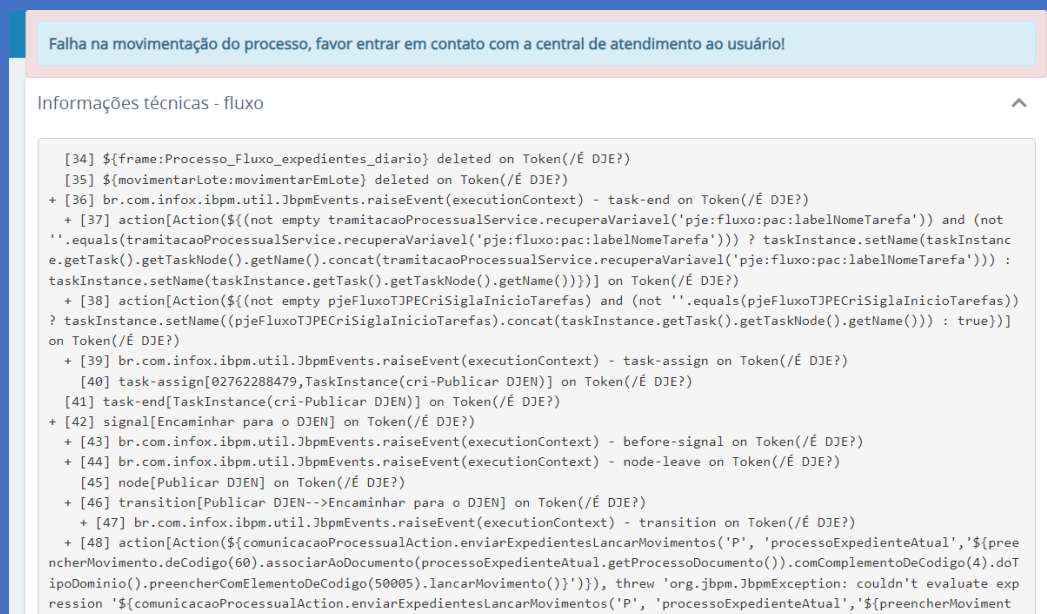 Falha na movimentação do processo, favor entrar em contato com a central de atendimento ao usuário!
Informações técnicas - fluxo
[34] ${frame:Processo_Fluxo_expedientes_diario} deleted on Token(/É DJE?)
[35] ${movimentarLote:movimentarEmLote} deleted on Token(/É DJE?)
+ [36] br.com.infox.ibpm.util.JbpmEvents.raiseEvent(executionContext) - task-end on Token(/É DJE?)
+ [37] action[Action(${(not empty tramitacaoProcessualService.recuperaVariavel('pje:fluxo:pac:labelNomeTarefa')) and (not
''.equals(tramitacaoProcessualService.recuperaVariavel('pje:fluxo:pac:labelNomeTarefa'))) ? taskInstance.setName(taskInstanc
e.getTask().getTaskNode().getName().concat(tramitacaoProcessualService.recuperaVariavel('pje:fluxo:pac:labelNomeTarefa'))) :
taskInstance.setName(taskInstance.getTask().getTaskNode().getName())})] on Token(/É DJE?)
+ [38] action[Action(${(not empty pjeFluxoTJPECriSiglaInicioTarefas) and (not ''.equals(pjeFluxoTJPECriSiglaInicioTarefas))
? taskInstance.setName((pjeFluxoTJPECriSiglaInicioTarefas).concat(taskInstance.getTask().getTaskNode().getName())) : true})]
on Token(/É DJE?)
+ [39] br.com.infox.ibpm.util.JbpmEvents.raiseEvent(executionContext) - task-assign on Token(/É DJE?)
[40] task-assign[02762288479,TaskInstance(cri-Publicar DJEN)] on Token(/É DJE?)
[41] task-end[TaskInstance(cri-Publicar DJEN)] on Token(/É DJE?)
+ [42] signal[Encaminhar para o DJEN] on Token(/É DJE?)
+ [43] br.com.infox.ibpm.util.JbpmEvents.raiseEvent(executionContext) - before-signal on Token(/É DJE?)
+ [44] br.com.infox.ibpm.util.JbpmEvents.raiseEvent(executionContext) - node-leave on Token(/É DJE?)
[45] node[Publicar DJEN] on Token(/É DJE?)
+ [46] transition[Publicar DJEN-->Encaminhar para o DJEN] on Token(/É DJE?)
+ [47] br.com.infox.ibpm.util.JbpmEvents.raiseEvent(executionContext) - transition on Token(/É DJE?)
+ [48] action[Action(${comunicacaoProcessualAction.enviarExpedientesLancarMovimentos('P', 'processoExpedienteAtual','${pree
ncherMovimento.deCodigo(60).associarAoDocumento(processoExpedienteAtual.getProcessoDocumento()).comComplementoDeCodigo(4).doT
ipoDominio().preencherComElementoDeCodigo(50005).lancarMovimento()}')}), threw 'org.jbpm.JbpmException: couldn't evaluate exp
ression '${comunicacaoProcessualAction.enviarExpedientesLancarMovimentos('P', 'processoExpedienteAtual','${preencherMoviment